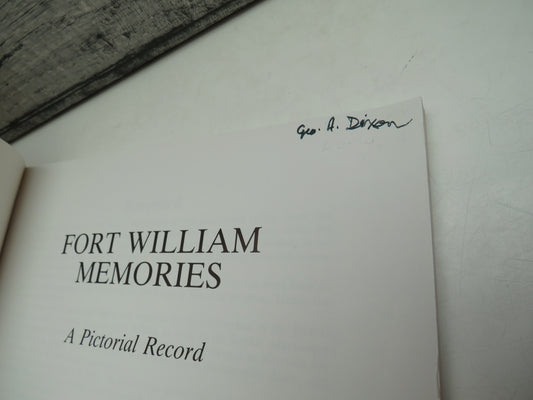 Geo. A. Dixon
FORT WILLIAM
MEMORIES
A Pictorial Record